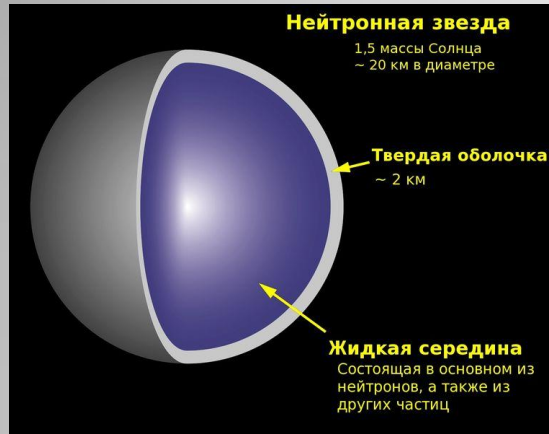 Нейтронная звезда
1,5 массы Солнца
~ 20 км в диаметре
Твердая оболочка
~ 2 км
Жидкая середина
Состоящая в основном из
нейтронов, а также из
других частиц